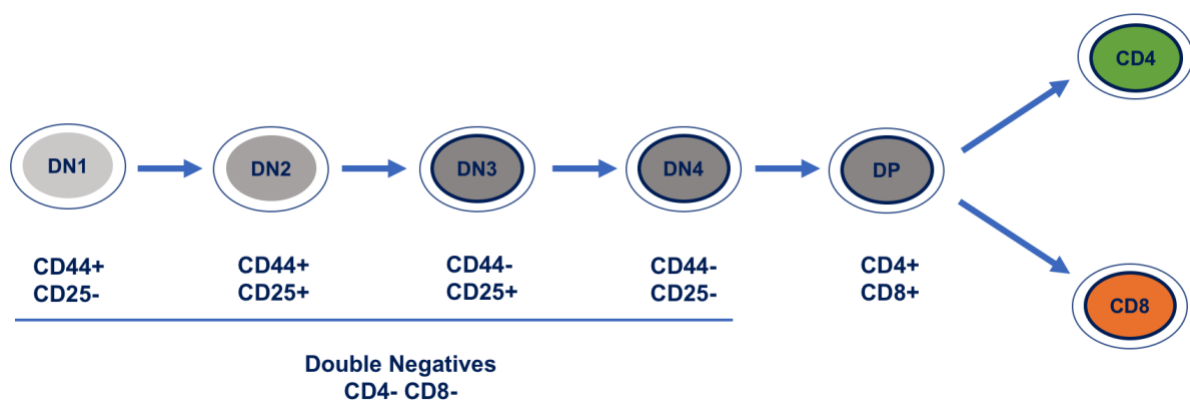 CD4
DN1
DN2
DN3
DN4
DP
CD44+
CD25-
CD44+
CD25+
CD44-
CD25+
CD44-
CD25-
CD4+
CD8+
CD8
Double Negatives
CD4- CD8-